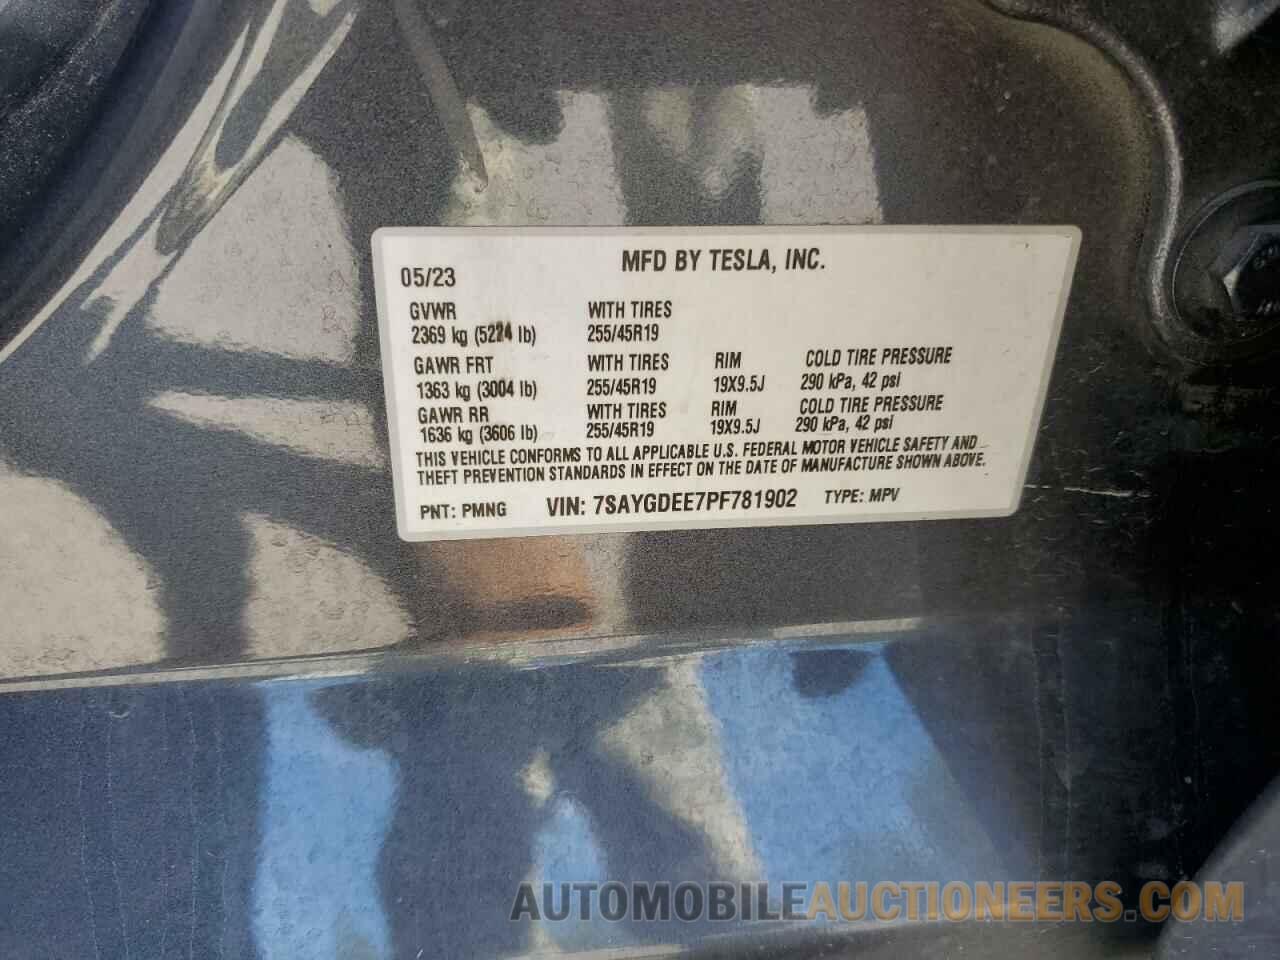 MFD BY TESLA, INC.
05/23
GVWR WITH TIRES
2369 kg (5224 lb) 255/45R19
GAWR FRT WITH TIRES RIM COLD TIRE PRESSURE
1363 kg (3004 lb) 255/45R19 19X9.5J 290 kPa, 42 psi
GAWR RR WITH TIRES RIM COLD TIRE PRESSURE
1636 kg (3606 lb) 255/45R19 19X9.5J 290 kPa, 42 psi
THIS VEHICLE CONFORMS TO ALL APPLICABLE U.S. FEDERAL MOTOR VEHICLE SAFETY AND
THEFT PREVENTION STANDARDS IN EFFECT ON THE DATE OF MANUFACTURE SHOWN ABOVE.
PNT: PMNG VIN: 7SAYGDEE7PF781902 TYPE: MPV
AUTOMOBILEAUCTIONEERS.COM